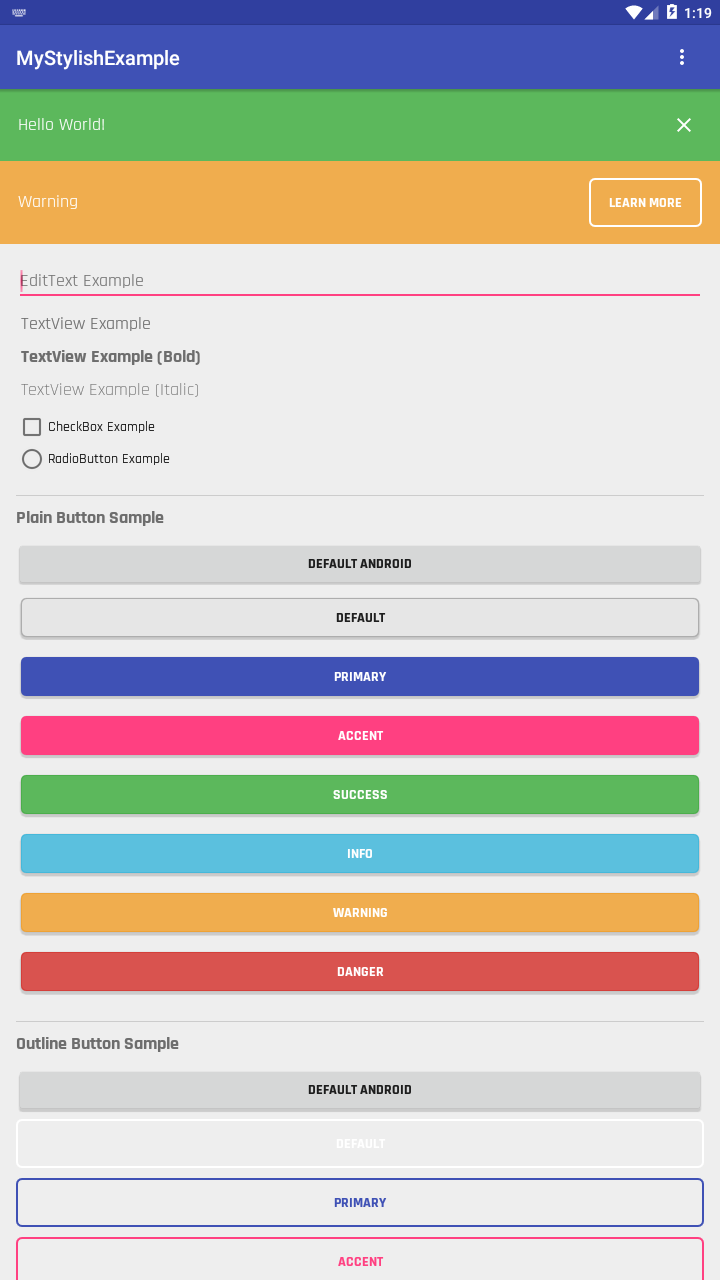 1:19
MyStylishExample
Hello World!
Warning
LEARN MORE
EditText Example
TextView Example
TextView Example (Bold)
TextView Example (Italic)
CheckBox Example
RadioButton Example
Plain Button Sample
DEFAULT ANDROID
DEFAULT
PRIMARY
ACCENT
SUCCESS
INFO
WARNING
DANGER
Outline Button Sample
DEFAULT ANDROID
DEFAULT
PRIMARY
ACCENT